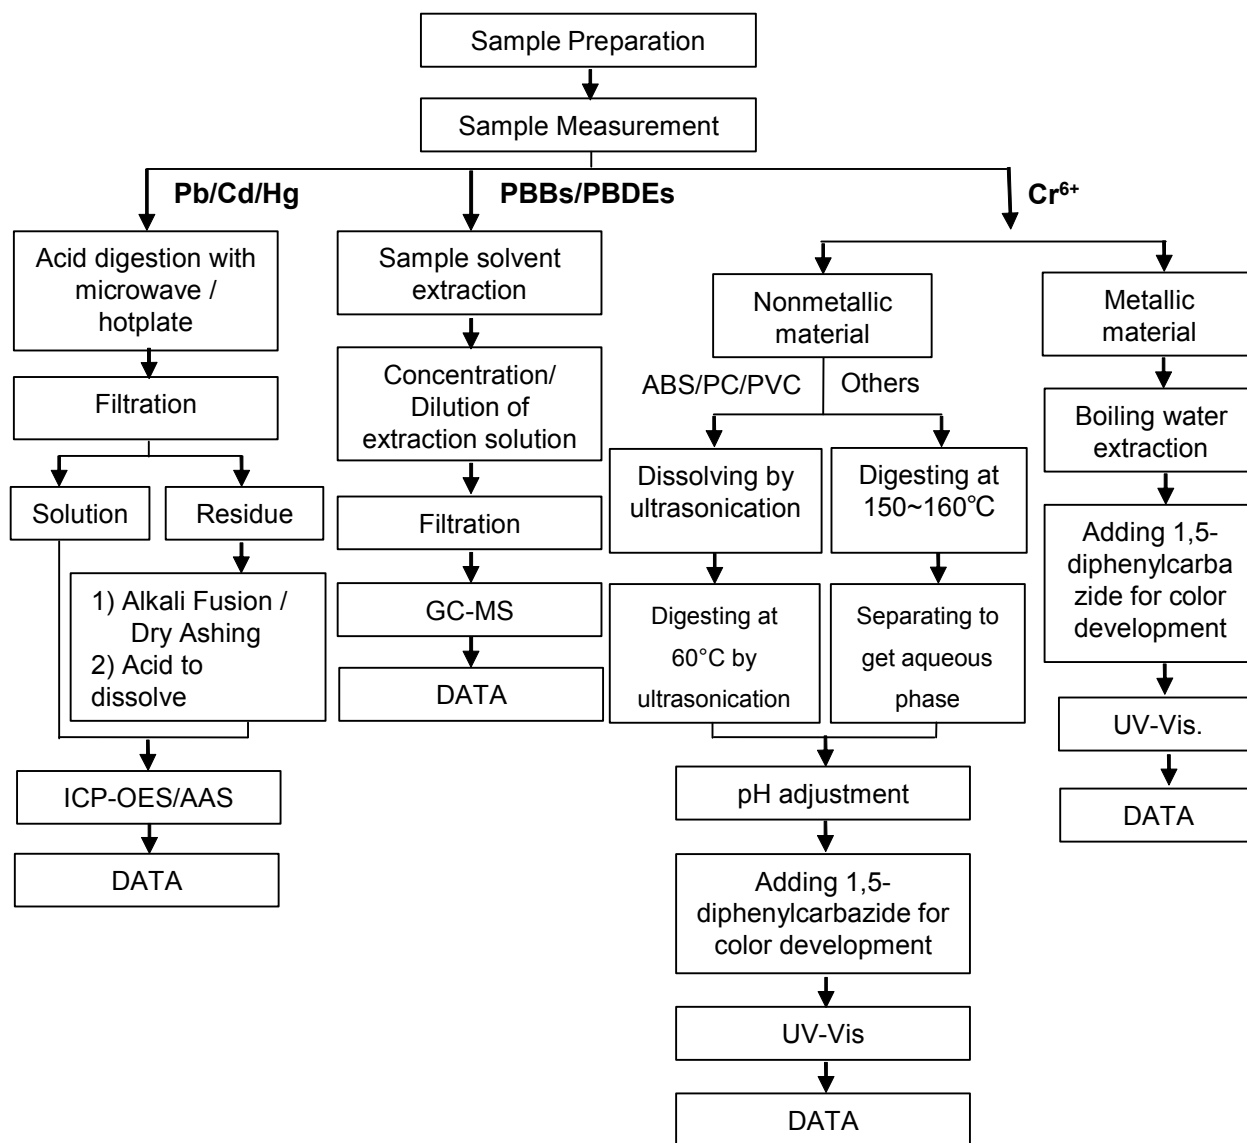 Sample Preparation
Sample Measurement
Pb/Cd/Hg
PBBs/PBDEs
Cr⁶⁺
Acid digestion with
microwave /
hotplate
Filtration
Solution
Residue
1) Alkali Fusion /
Dry Ashing
2) Acid to
dissolve
ICP-OES/AAS
DATA
Sample solvent
extraction
Concentration/
Dilution of
extraction solution
Filtration
GC-MS
DATA
Nonmetallic
material
ABS/PC/PVC
Others
Dissolving by
ultrasonication
Digesting at
60°C by
ultrasonication
Digesting at
150~160℃
Separating to
get aqueous
phase
pH adjustment
Adding 1,5-
diphenylcarbazide for
color development
UV-Vis
DATA
Metallic
material
Boiling water
extraction
Adding 1,5-
diphenylcarba
zide for color
development
UV-Vis.
DATA